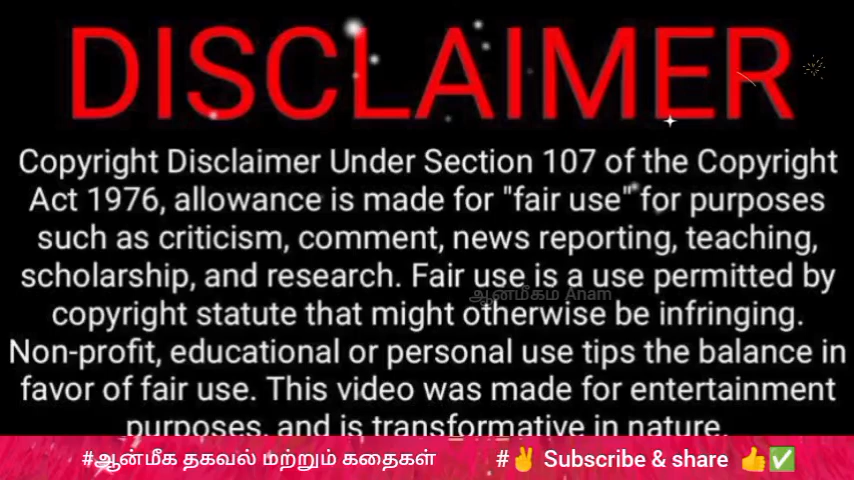 DISCLAIMER
Copyright Disclaimer Under Section 107 of the Copyright
Act 1976, allowance is made for "fair use" for purposes
such as criticism, comment, news reporting, teaching,
scholarship, and research. Fair use is a use permitted by
ஆன்மீகம் Anam
copyright statute that might otherwise be infringing.
Non-profit, educational or personal use tips the balance in
favor of fair use. This video was made for entertainment
purposes, and is transformative in nature.
#ஆன்மீக தகவல் மற்றும் கதைகள் #✌️ Subscribe & share 👍✅